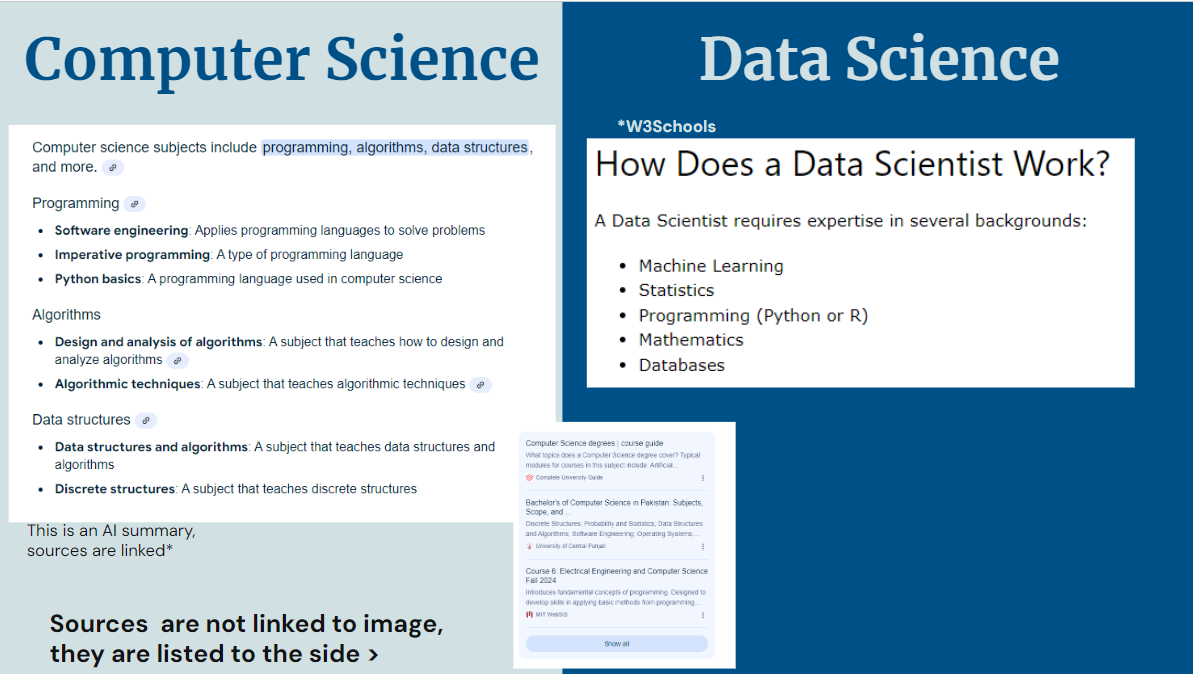 Computer Science
Computer science subjects include programming, algorithms, data structures,
and more.
Programming
• Software engineering: Applies programming languages to solve problems
• Imperative programming: A type of programming language
• Python basics: A programming language used in computer science
Algorithms
• Design and analysis of algorithms: A subject that teaches how to design and
analyze algorithms
• Algorithmic techniques: A subject that teaches algorithmic techniques
Data structures
• Data structures and algorithms: A subject that teaches data structures and
algorithms
• Discrete structures: A subject that teaches discrete structures
This is an AI summary,
sources are linked*
Sources are not linked to image,
they are listed to the side >
Computer Science degrees | course guide
What topics does a Computer Science degree cover? Typical
modules for courses in this subject include: Artificial...
Complete University Guide
Bachelor's of Computer Science in Pakistan: Subjects,
Scope, and ...
Discrete Structures; Probability and Statistics; Data Structures
and Algorithms; Software Engineering; Operating Systems;...
University of Central Punjab
Course 6: Electrical Engineering and Computer Science
Fall 2024
Introduces fundamental concepts of programming. Designed to
develop skills in applying basic methods from programming...
MIT WebSIS
Show all
Data Science
*W3Schools
How Does a Data Scientist Work?
A Data Scientist requires expertise in several backgrounds:
• Machine Learning
• Statistics
• Programming (Python or R)
• Mathematics
• Databases